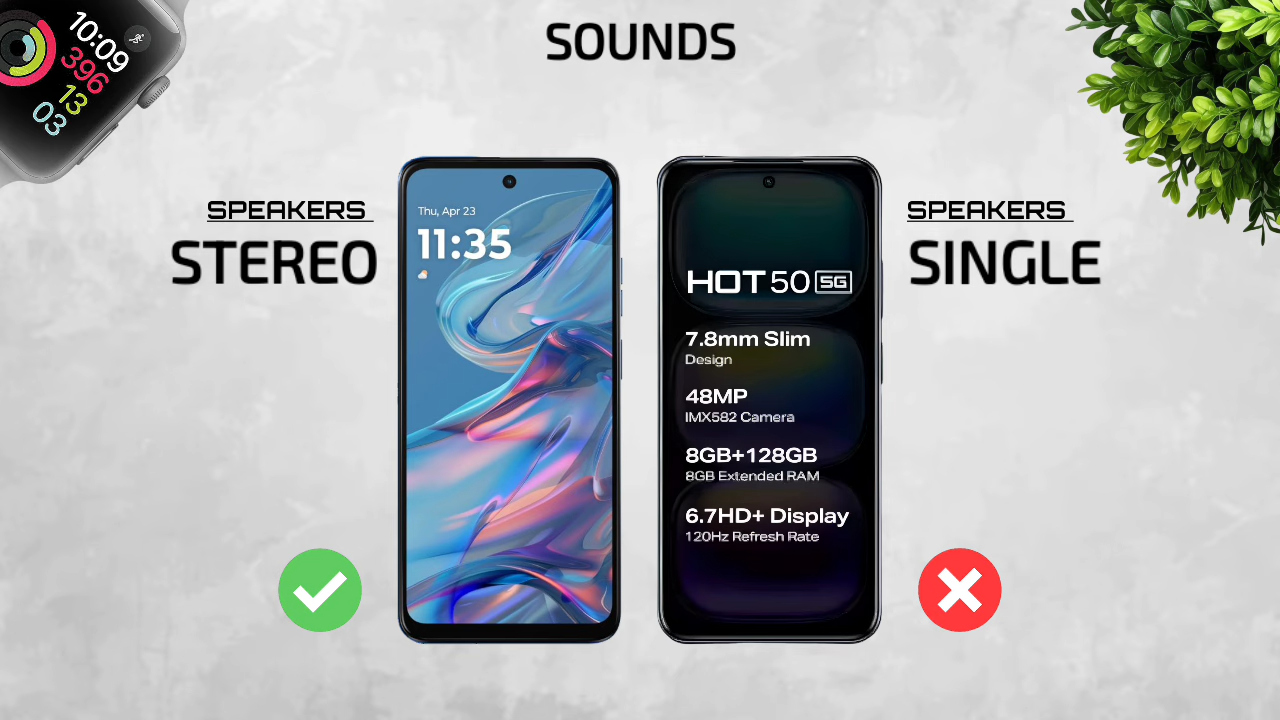 SOUNDS
10:09
396
13
03
SPEAKERS
STEREO
Thu, Apr 23
11:35
HOT 50 5G
7.8mm Slim
Design
48MP
IMX582 Camera
8GB+128GB
8GB Extended RAM
6.7HD+ Display
120Hz Refresh Rate
SPEAKERS
SINGLE